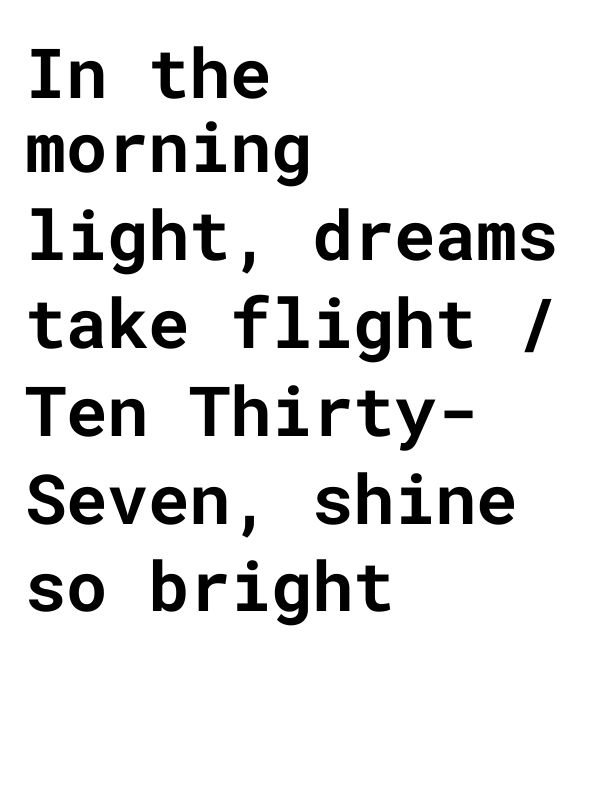 In the
morning
light, dreams
take flight /
Ten Thirty-
Seven, shine
so bright